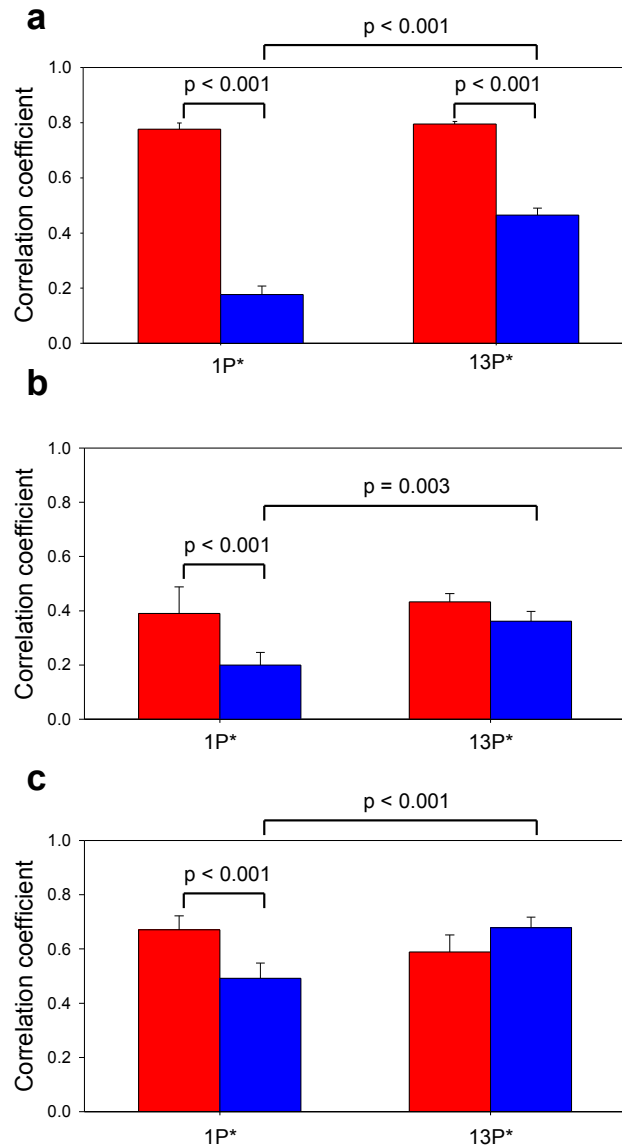 a
p < 0.001
p < 0.001
p < 0.001
Correlation coefficient
1.0
0.8
0.6
0.4
0.2
0.0
1P*
13P*
b
p = 0.003
p < 0.001
Correlation coefficient
1.0
0.8
0.6
0.4
0.2
0.0
1P*
13P*
c
p < 0.001
p < 0.001
Correlation coefficient
1.0
0.8
0.6
0.4
0.2
0.0
1P*
13P*